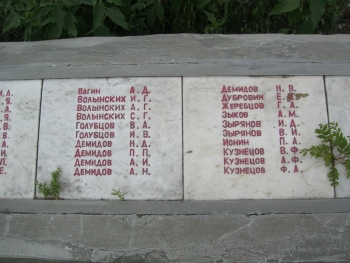 ВАГИН А.Д.
ВОЛЫНСКИХ И.Г.
ВОЛЫНСКИХ А.Г.
ВОЛЫНСКИХ С.Г.
ГОЛУБЦОВ В.А.
ГОЛУБЦОВ И.В.
ДЕМИДОВ Н.Д.
ДЕМИДОВ П.П.
ДЕМИДОВ А.И.
ДЕМИДОВ А.Н.
ДЕМИДОВ Н.В.
ДУБРОВИН Е.
ЖЕРЕБЦОВ Г.А.
ЗЫКОВ А.М.
ЗЫРЯНОВ И.Д.
ЗЫРЯНОВ В.И.
ИОНИН П.А.
КУЗНЕЦОВ В.Ф.
КУЗНЕЦОВ А.Ф.
КУЗНЕЦОВ Ф.А.